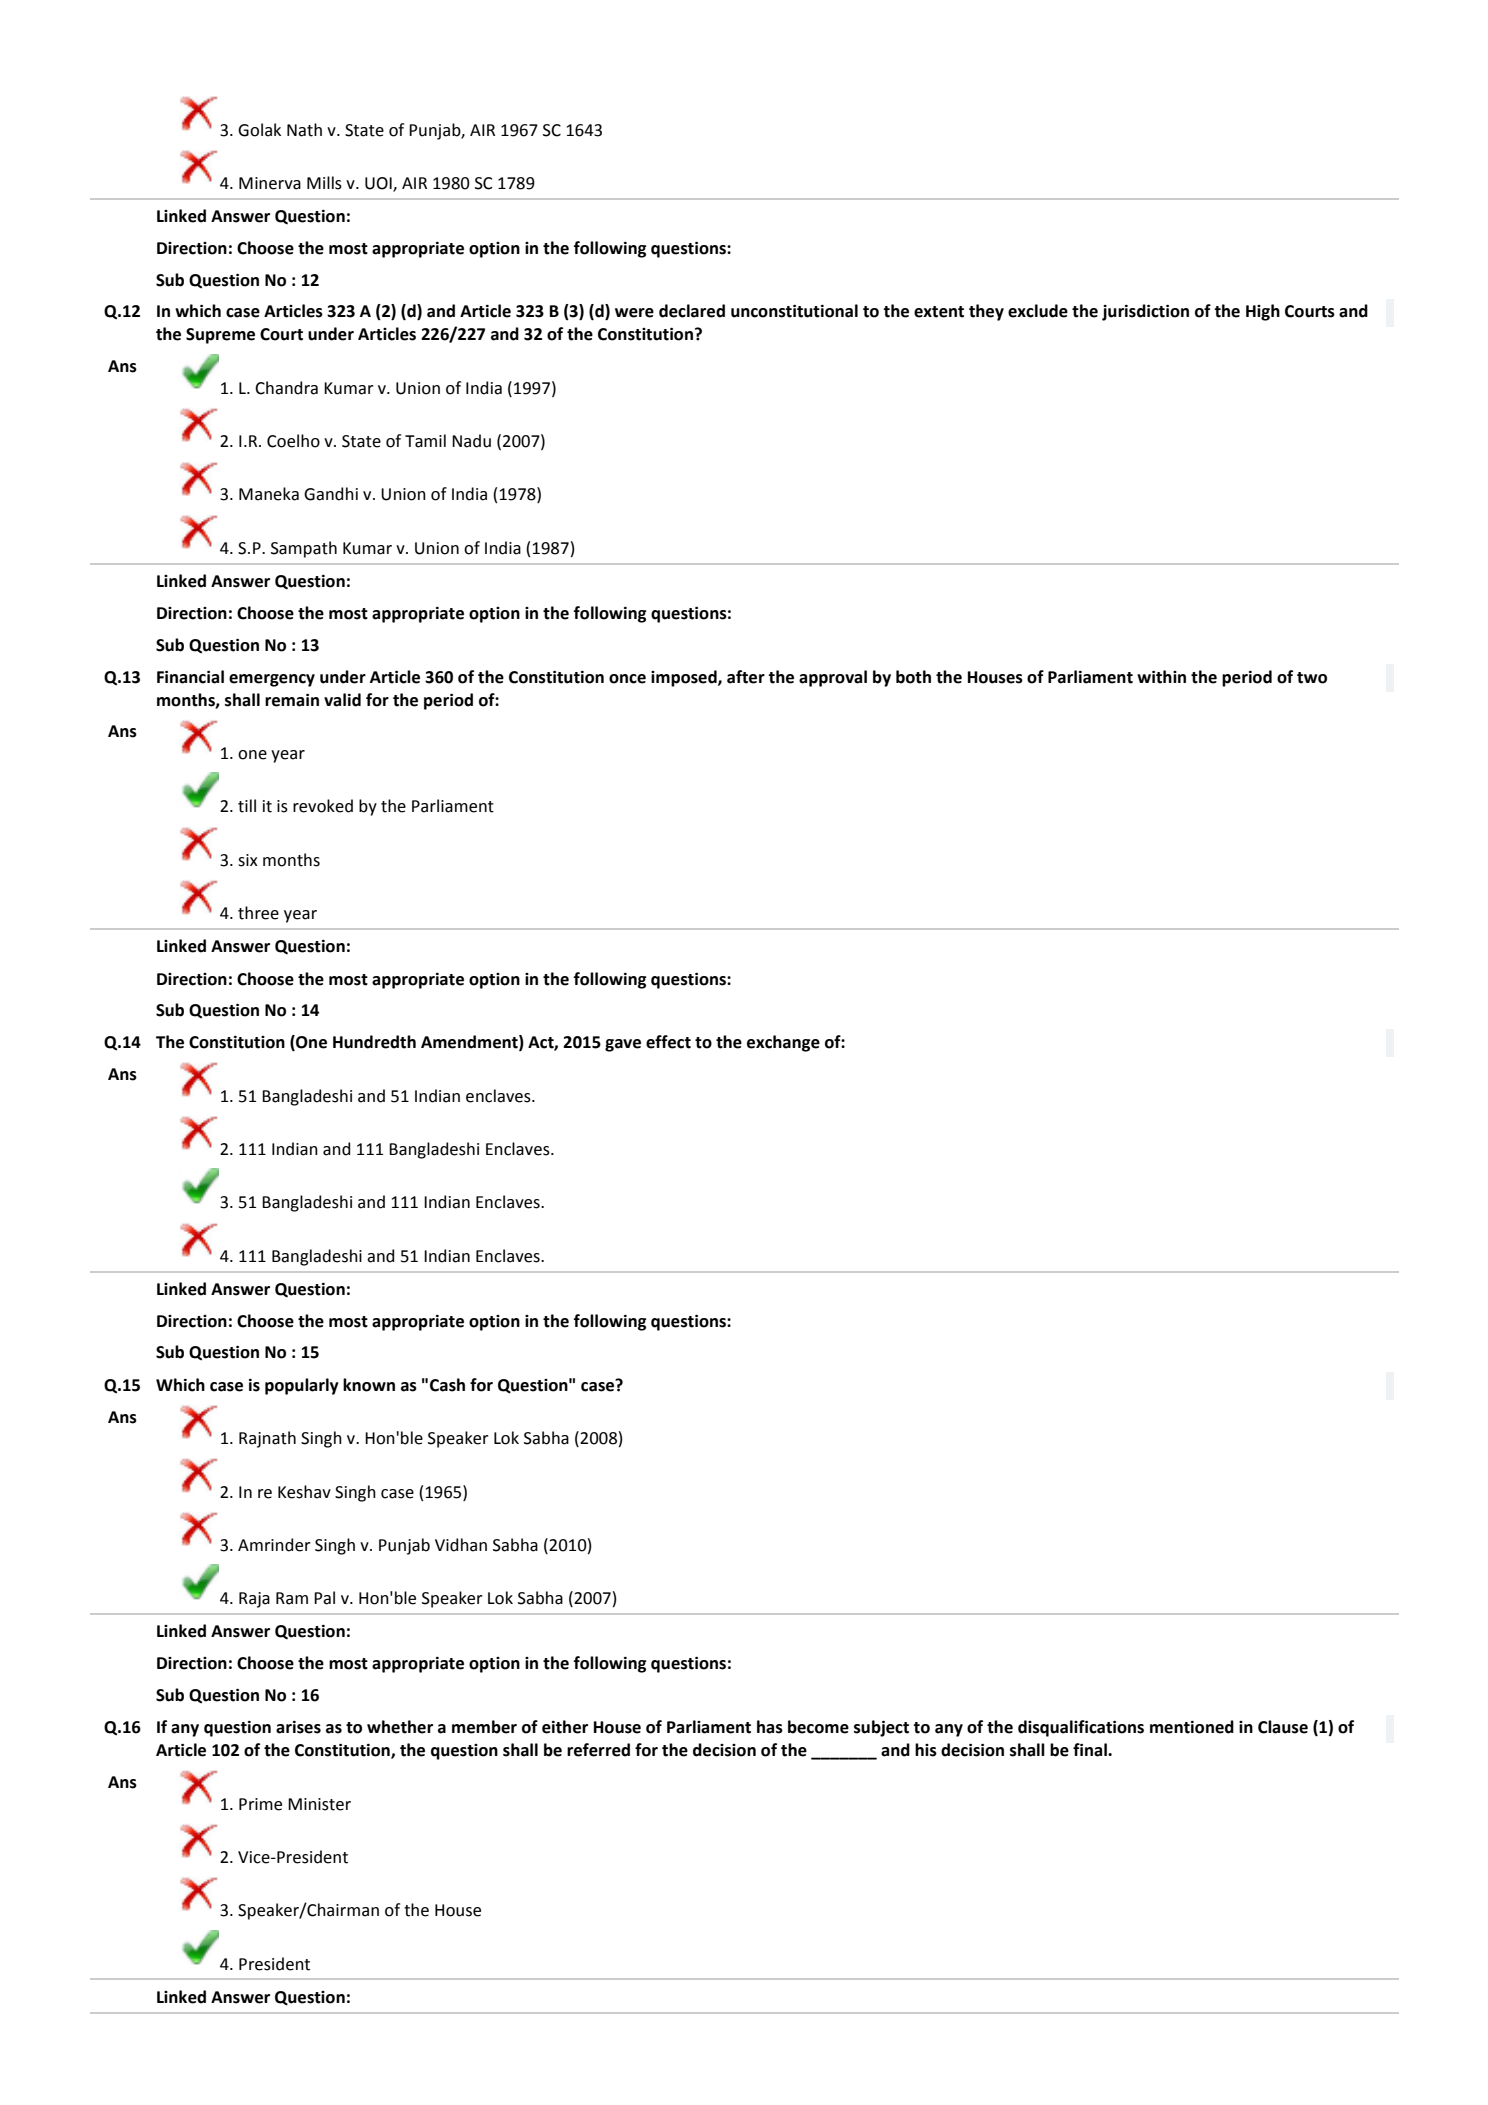 3. Golak Nath v. State of Punjab, AIR 1967 SC 1643
4. Minerva Mills v. UOI, AIR 1980 SC 1789
Linked Answer Question:
Direction: Choose the most appropriate option in the following questions:
Sub Question No : 12
Q.12 In which case Articles 323 A (2) (d) and Article 323 B (3) (d) were declared unconstitutional to the extent they exclude the jurisdiction of the High Courts and
the Supreme Court under Articles 226/227 and 32 of the Constitution?
Ans
1. L. Chandra Kumar v. Union of India (1997)
2. I.R. Coelho v. State of Tamil Nadu (2007)
3. Maneka Gandhi v. Union of India (1978)
4. S.P. Sampath Kumar v. Union of India (1987)
Linked Answer Question:
Direction: Choose the most appropriate option in the following questions:
Sub Question No : 13
Q.13 Financial emergency under Article 360 of the Constitution once imposed, after the approval by both the Houses of Parliament within the period of two
months, shall remain valid for the period of:
Ans
1. one year
2. till it is revoked by the Parliament
3. six months
4. three year
Linked Answer Question:
Direction: Choose the most appropriate option in the following questions:
Sub Question No : 14
Q.14 The Constitution (One Hundredth Amendment) Act, 2015 gave effect to the exchange of:
Ans
1. 51 Bangladeshi and 51 Indian enclaves.
2. 111 Indian and 111 Bangladeshi Enclaves.
3. 51 Bangladeshi and 111 Indian Enclaves.
4. 111 Bangladeshi and 51 Indian Enclaves.
Linked Answer Question:
Direction: Choose the most appropriate option in the following questions:
Sub Question No : 15
Q.15 Which case is popularly known as "Cash for Question" case?
Ans
1. Rajnath Singh v. Hon'ble Speaker Lok Sabha (2008)
2. In re Keshav Singh case (1965)
3. Amrinder Singh v. Punjab Vidhan Sabha (2010)
4. Raja Ram Pal v. Hon'ble Speaker Lok Sabha (2007)
Linked Answer Question:
Direction: Choose the most appropriate option in the following questions:
Sub Question No : 16
Q.16 If any question arises as to whether a member of either House of Parliament has become subject to any of the disqualifications mentioned in Clause (1) of
Article 102 of the Constitution, the question shall be referred for the decision of the _______ and his decision shall be final.
Ans
1. Prime Minister
2. Vice-President
3. Speaker/Chairman of the House
4. President
Linked Answer Question: